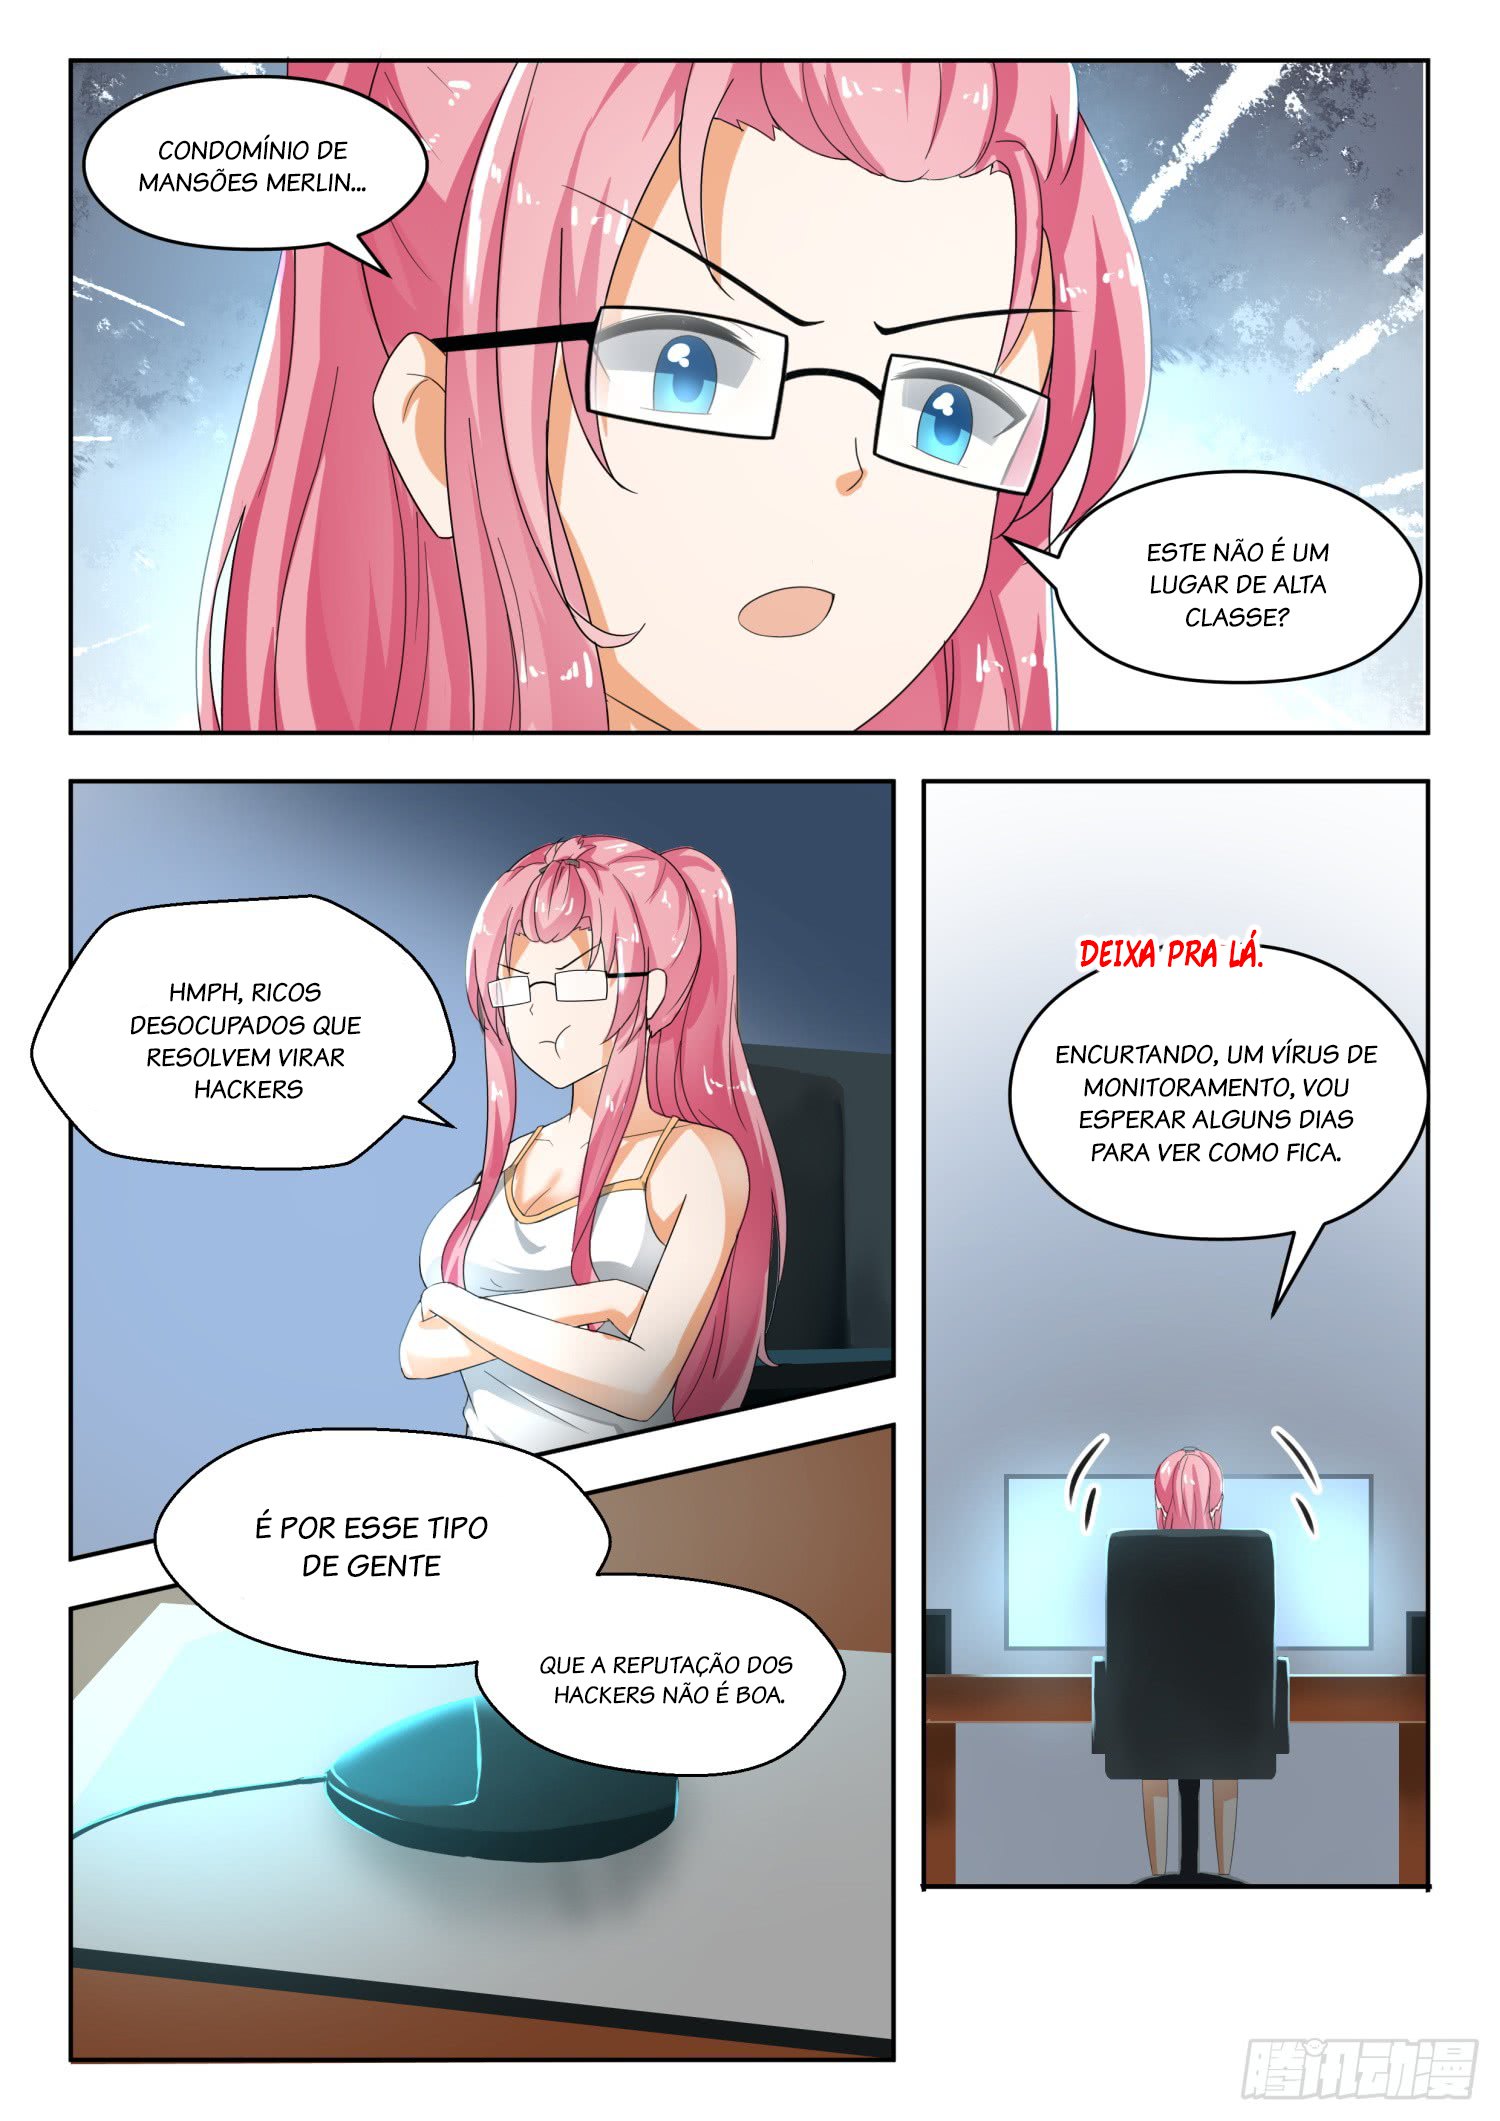 CONDOMÍNIO DE
MANSÕES MERLIN...
ESTE NÃO É UM
LUGAR DE ALTA
CLASSE?
HMPH, RICOS
DESOCUPADOS QUE
RESOLVEM VIRAR
HACKERS
É POR ESSE TIPO
DE GENTE
QUE A REPUTAÇÃO DOS
HACKERS NÃO É BOA.
DEIXA PRA LÁ.
ENCURTANDO, UM VÍRUS DE
MONITORAMENTO, VOU
ESPERAR ALGUNS DIAS
PARA VER COMO FICA.
腾讯动漫